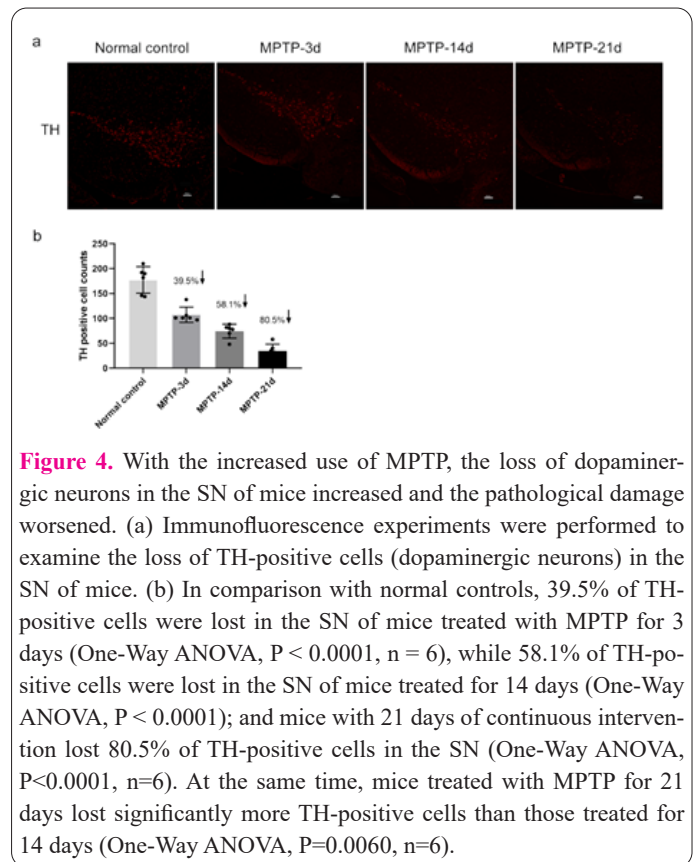 a
Normal control MPTP-3d MPTP-14d MPTP-21d
TH
b
TH positive cell counts
250
200
150
100
50
0
39.5%
58.1%
80.5%
Normal control
MPTP-3d
MPTP-14d
MPTP-21d
Figure 4. With the increased use of MPTP, the loss of dopaminer-
gic neurons in the SN of mice increased and the pathological damage
worsened. (a) Immunofluorescence experiments were performed to
examine the loss of TH-positive cells (dopaminergic neurons) in the
SN of mice. (b) In comparison with normal controls, 39.5% of TH-
positive cells were lost in the SN of mice treated with MPTP for 3
days (One-Way ANOVA, P < 0.0001, n = 6), while 58.1% of TH-po-
sitive cells were lost in the SN of mice treated for 14 days (One-Way
ANOVA, P < 0.0001); and mice with 21 days of continuous interven-
tion lost 80.5% of TH-positive cells in the SN (One-Way ANOVA,
P<0.0001, n=6). At the same time, mice treated with MPTP for 21
days lost significantly more TH-positive cells than those treated for
14 days (One-Way ANOVA, P=0.0060, n=6).